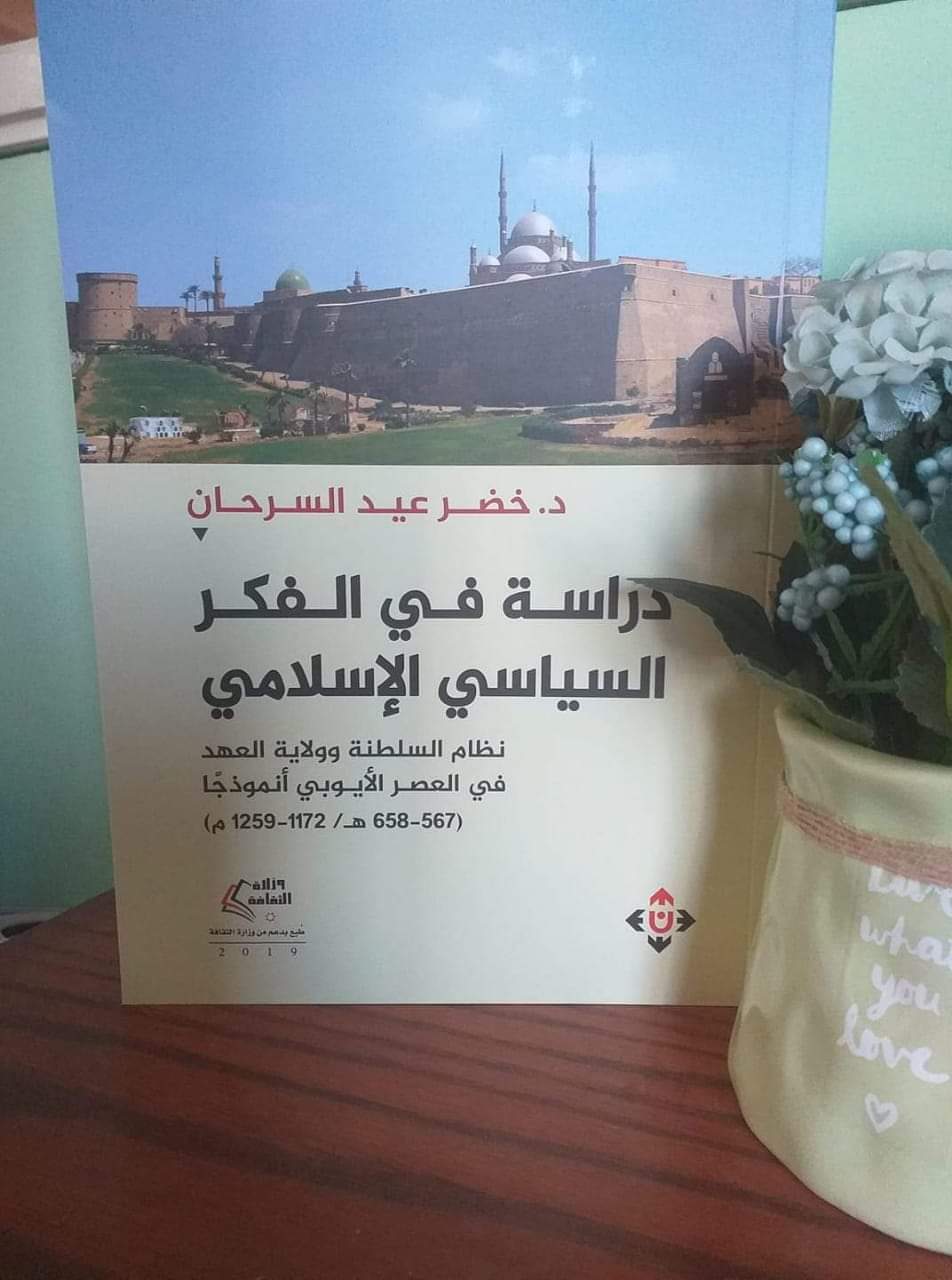 د. خضر عيد السرحان
دراسة في الفكر
السياسي الإسلامي
نظام السلطنة وولاية العهد
في العصر الأيوبي أنموذجًا
(567-658 هـ/ 1172-1259 م)
وزارة
الثقافة
طبع بدعم من وزارة الثقافة
2019
ن
what
you
love